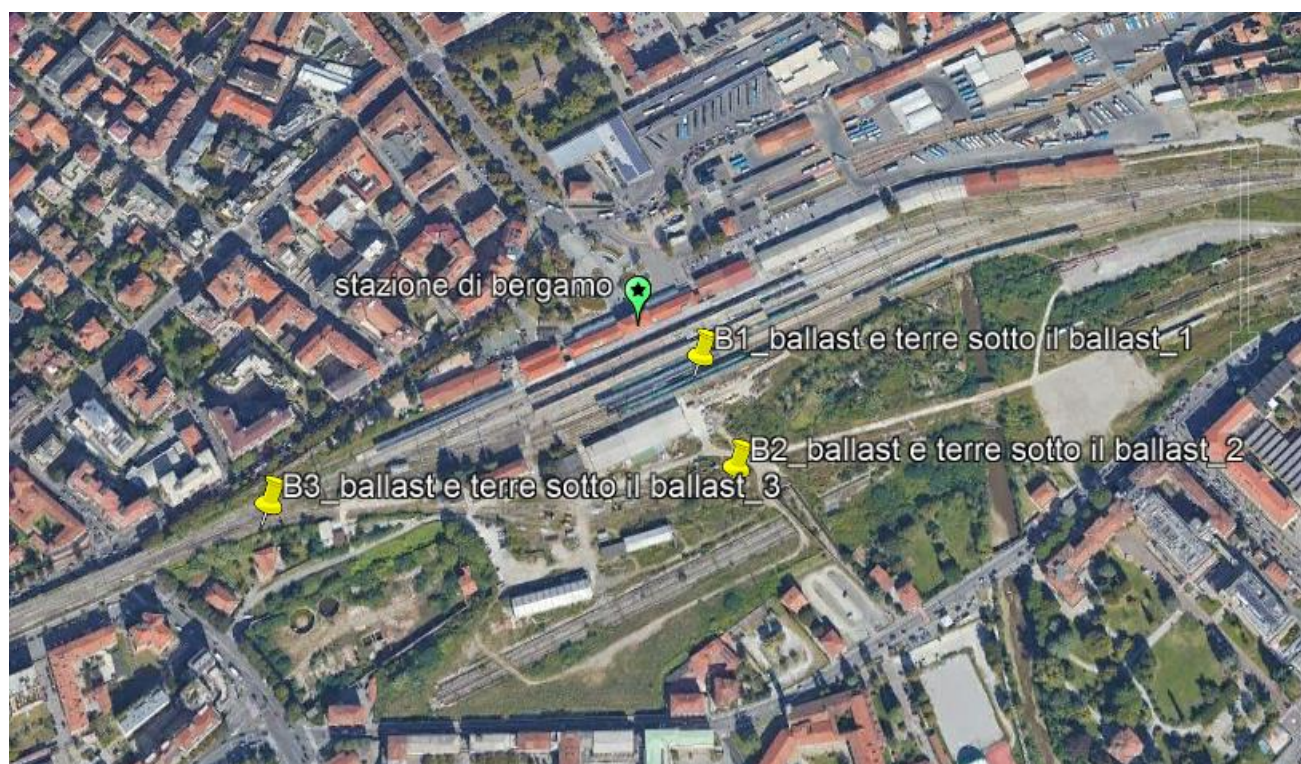 stazione di bergamo
B1_ballast e terre sotto il ballast_1
B2_ballast e terre sotto il ballast_2
B3_ballast e terre sotto il ballast_3